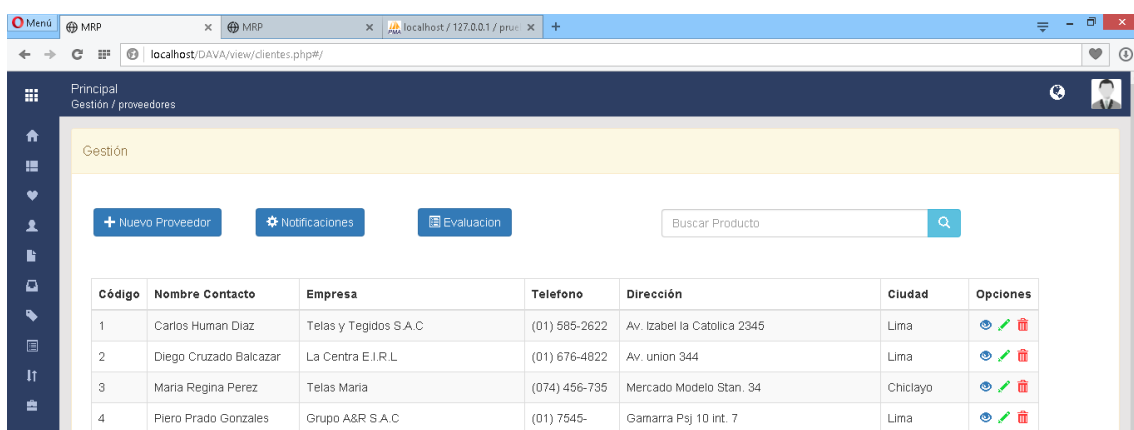 Menú
MRP
MRP
localhost / 127.0.0.1 / prue
localhost/DAVA/view/clientes.php#/
Principal
Gestión / proveedores
Gestión
Nuevo Proveedor
Notificaciones
Evaluacion
Buscar Producto
Código Nombre Contacto Empresa Telefono Dirección Ciudad Opciones
1 Carlos Human Diaz Telas y Tegidos S.A.C (01) 585-2622 Av. Izabel la Catolica 2345 Lima
2 Diego Cruzado Balcazar La Centra E.I.R.L (01) 676-4822 Av. union 344 Lima
3 Maria Regina Perez Telas Maria (074) 456-735 Mercado Modelo Stan. 34 Chiclayo
4 Piero Prado Gonzales Grupo A&R S.A.C (01) 7545- Gamarra Psj 10 int. 7 Lima